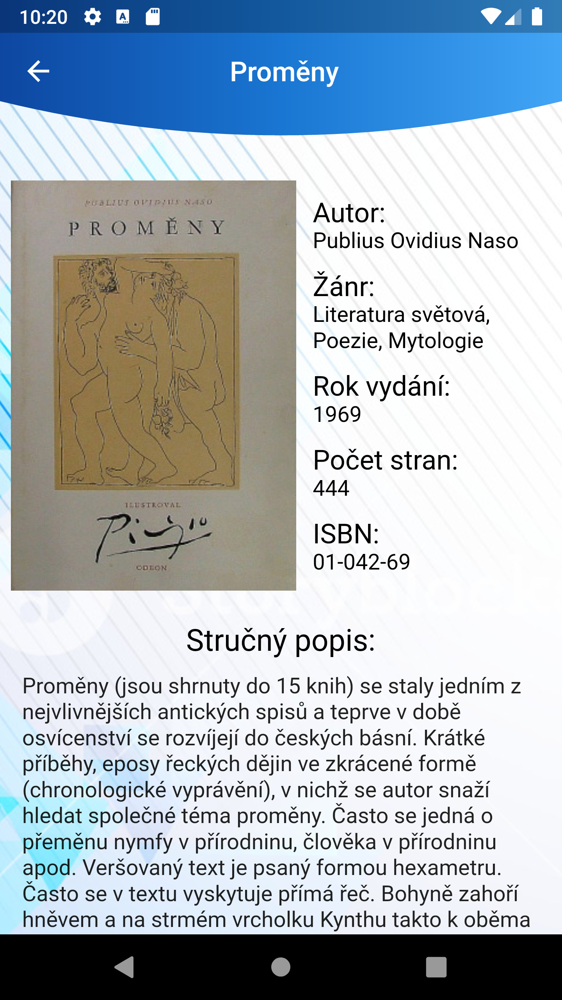 10:20
Proměny
PUBLIUS OVIDIUS NASO
PROMĚNY
ILUSTROVAL
Picasso
ODEON
Autor:
Publius Ovidius Naso
Žánr:
Literatura světová,
Poezie, Mytologie
Rok vydání:
1969
Počet stran:
444
ISBN:
01-042-69
Stručný popis:
Proměny (jsou shrnuty do 15 knih) se staly jedním z
nejvlivnějších antických spisů a teprve v době
osvícenství se rozvíjejí do českých básní. Krátké
příběhy, eposy řeckých dějin ve zkrácené formě
(chronologické vyprávění), v nichž se autor snaží
hledat společné téma proměny. Často se jedná o
přeměnu nymfy v přírodninu, člověka v přírodninu
apod. Veršovaný text je psaný formou hexametru.
Často se v textu vyskytuje přímá řeč. Bohyně zahoří
hněvem a na strmém vrcholku Kynthu takto k oběma